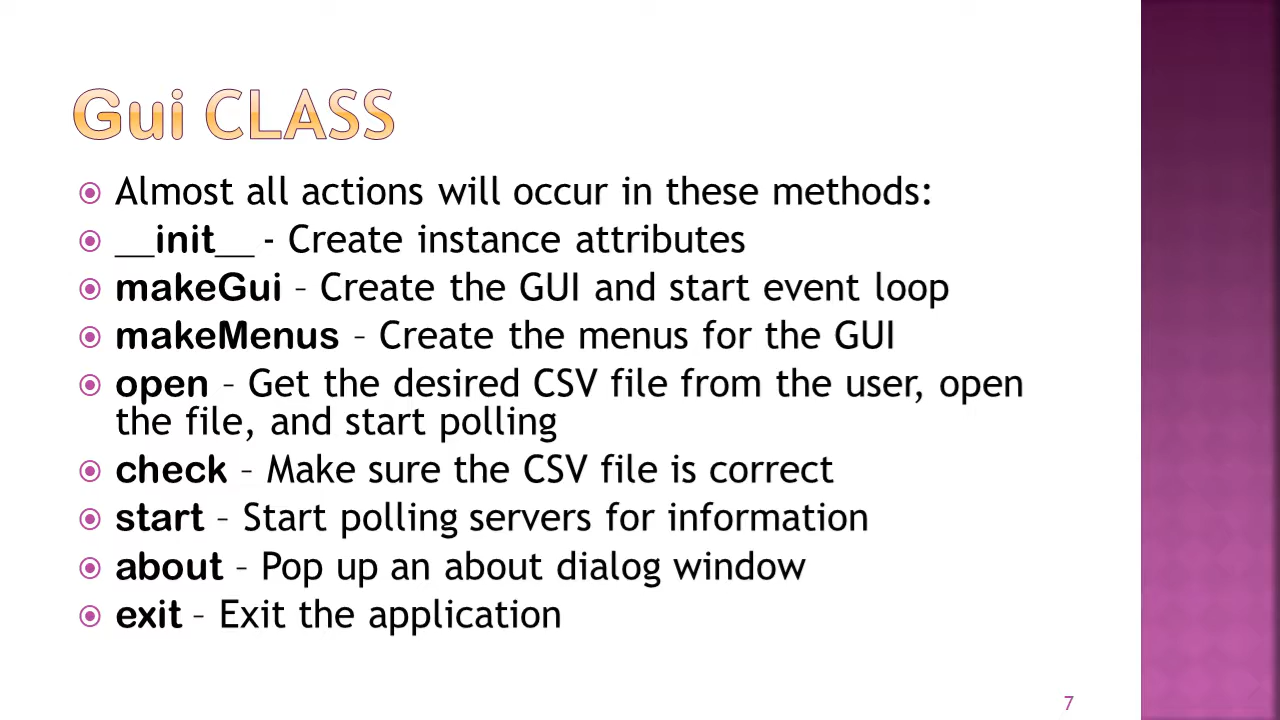 Gui CLASS
Almost all actions will occur in these methods:
__init__ - Create instance attributes
makeGui – Create the GUI and start event loop
makeMenus – Create the menus for the GUI
open – Get the desired CSV file from the user, open
the file, and start polling
check – Make sure the CSV file is correct
start – Start polling servers for information
about – Pop up an about dialog window
exit – Exit the application
7